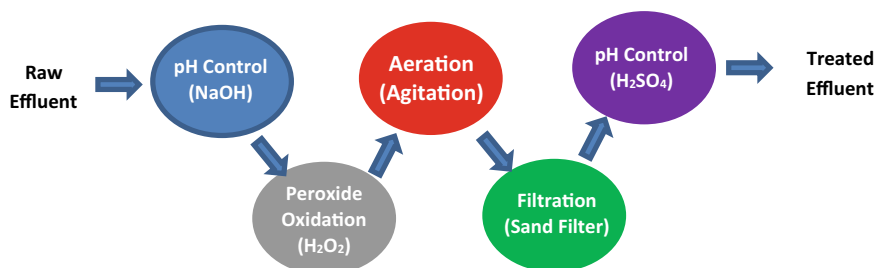 Raw
Effluent
pH Control
(NaOH)
Peroxide
Oxidation
(H₂O₂)
Aeration
(Agitation)
Filtration
(Sand Filter)
pH Control
(H₂SO₄)
Treated
Effluent